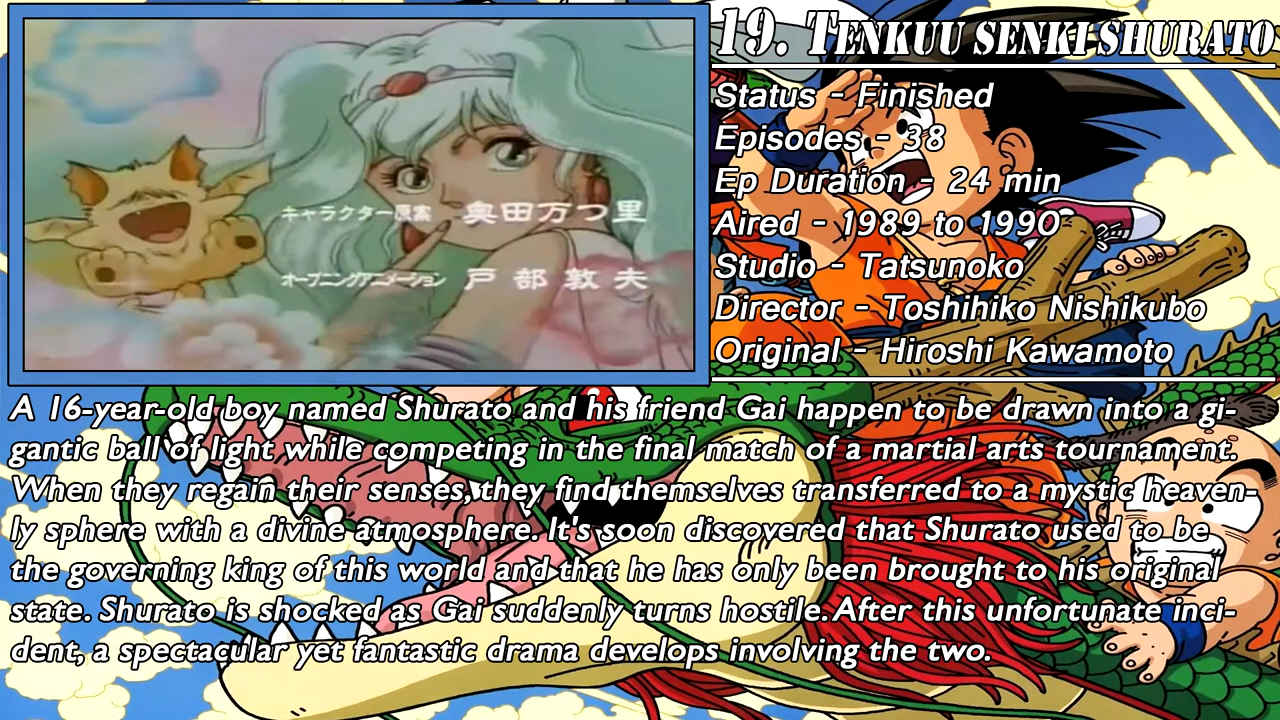 19. Tenkuu Senki Shurato
Status - Finished
Episodes - 38
Ep Duration - 24 min
Aired - 1989 to 1990
Studio - Tatsunoko
Director - Toshihiko Nishikubo
Original - Hiroshi Kawamoto
キャラクター原案 奥田万つ里
オープニングアニメーション 戸部敦夫
A 16-year-old boy named Shurato and his friend Gai happen to be drawn into a gi-
gantic ball of light while competing in the final match of a martial arts tournament.
When they regain their senses, they find themselves transferred to a mystic heaven-
ly sphere with a divine atmosphere. It's soon discovered that Shurato used to be
the governing king of this world and that he has only been brought to his original
state. Shurato is shocked as Gai suddenly turns hostile. After this unfortunate inci-
dent, a spectacular yet fantastic drama develops involving the two.